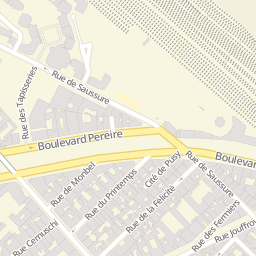 Rue de Saussure
Rue des Tapisseries
Boulevard Pereire
Boulevard
Rue de Saussure
Cité de Pusy
Rue de Monbel
Rue du Printemps
Rue de la Félicité
Rue des Fermiers
Rue Jouffroy
Rue Cernuschi